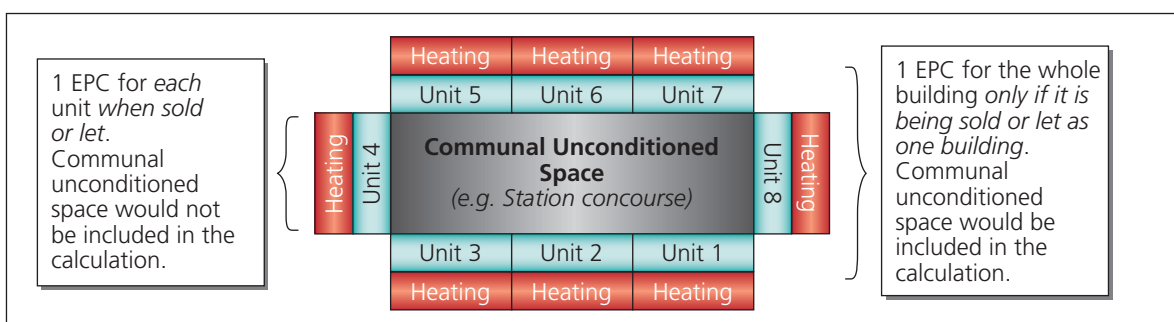 1 EPC for each
unit when sold
or let.
Communal
unconditioned
space would not
be included in the
calculation.
Heating
Unit 4
Heating Heating Heating
Unit 5 Unit 6 Unit 7
Communal Unconditioned
Space
(e.g. Station concourse)
Unit 3 Unit 2 Unit 1
Heating Heating Heating
Unit 8
Heating
1 EPC for the whole
building only if it is
being sold or let as
one building.
Communal
unconditioned
space would be
included in the
calculation.